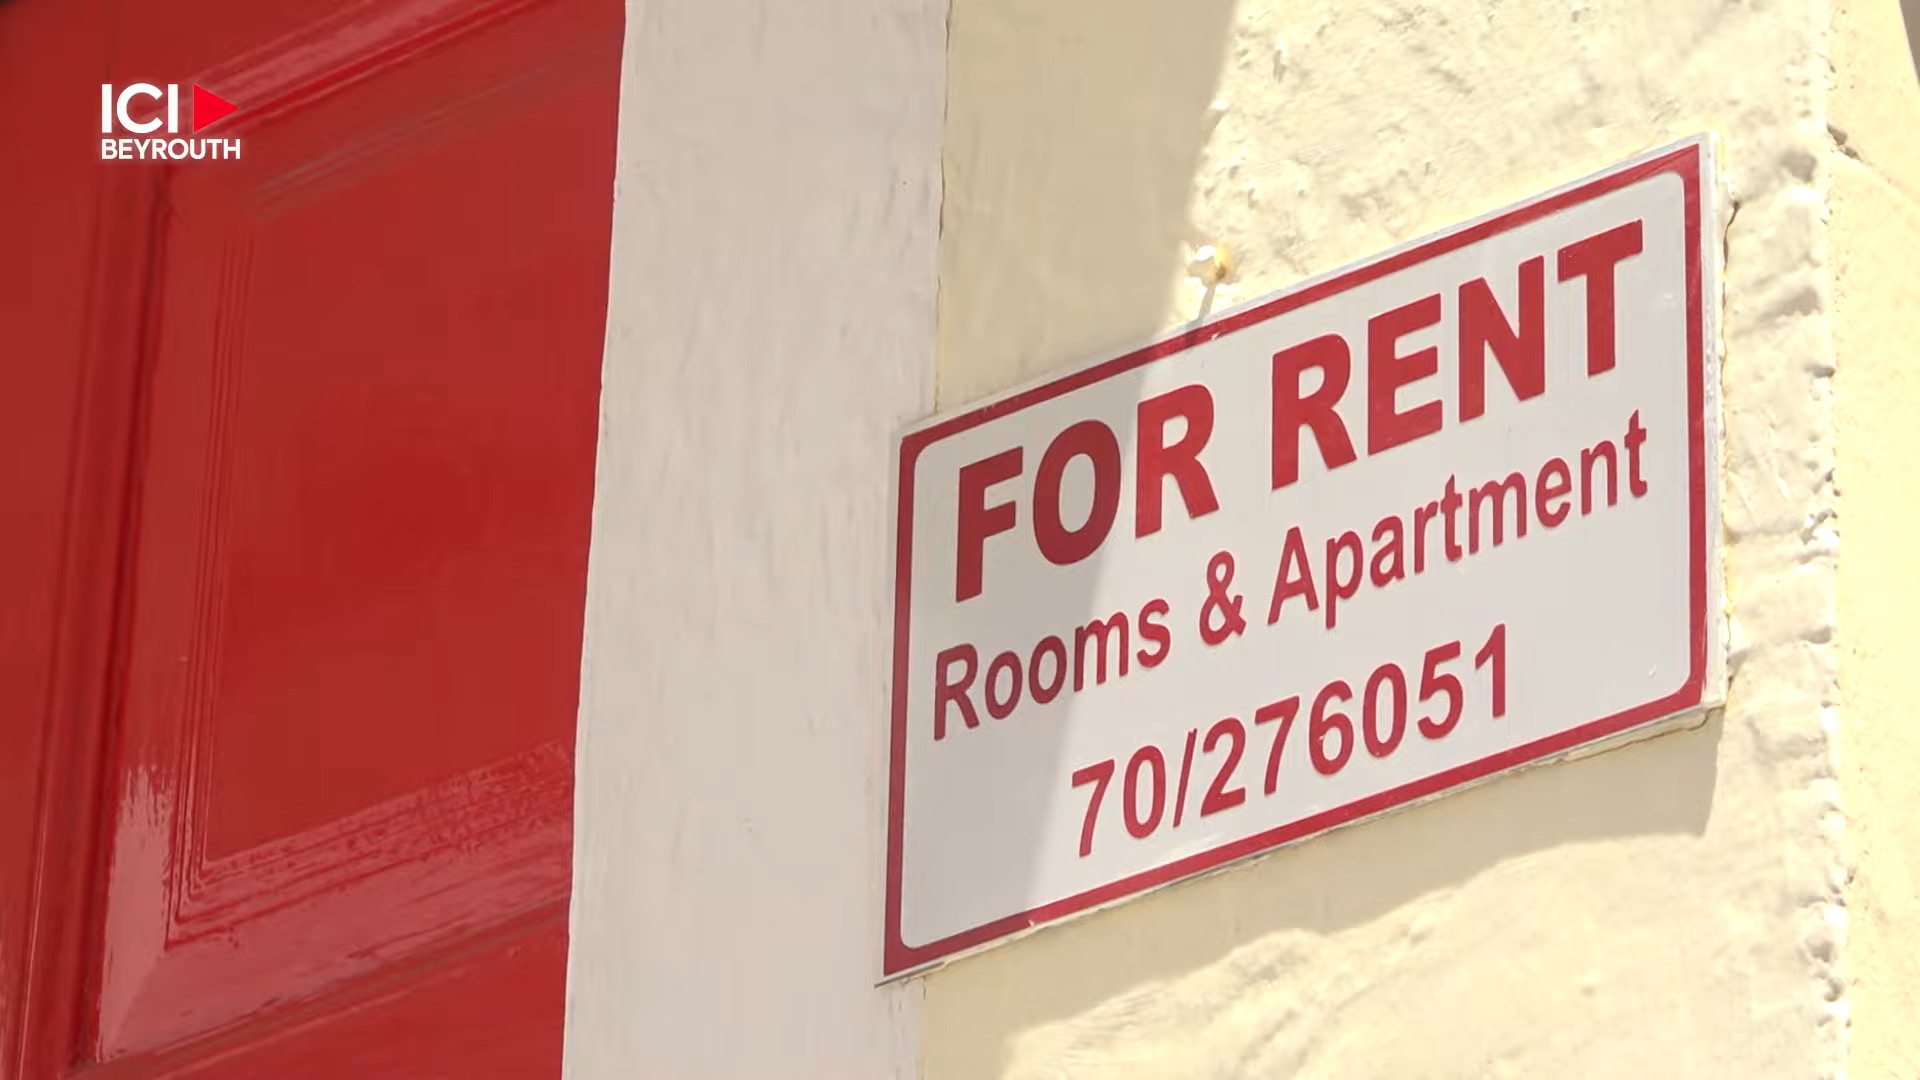 ICI
BEYROUTH
FOR RENT
Rooms & Apartment
70/276051